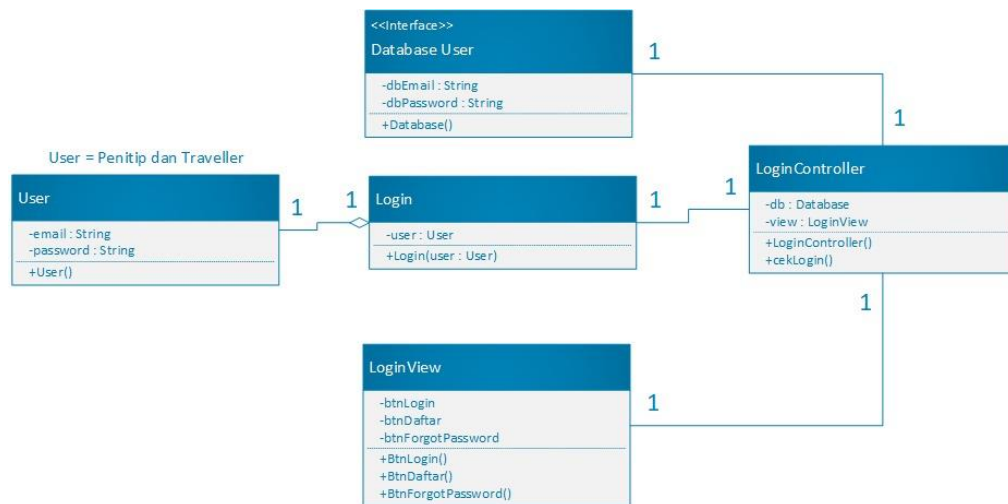 <<Interface>>
Database User
-dbEmail : String
-dbPassword : String
+Database()
1
1
User = Penitip dan Traveller
User
-email : String
-password : String
+User()
1
1
Login
-user : User
+Login(user : User)
1
1
LoginController
-db : Database
-view : LoginView
+LoginController()
+cekLogin()
1
LoginView
-btnLogin
-btnDaftar
-btnForgotPassword
+BtnLogin()
+BtnDaftar()
+BtnForgotPassword()
1